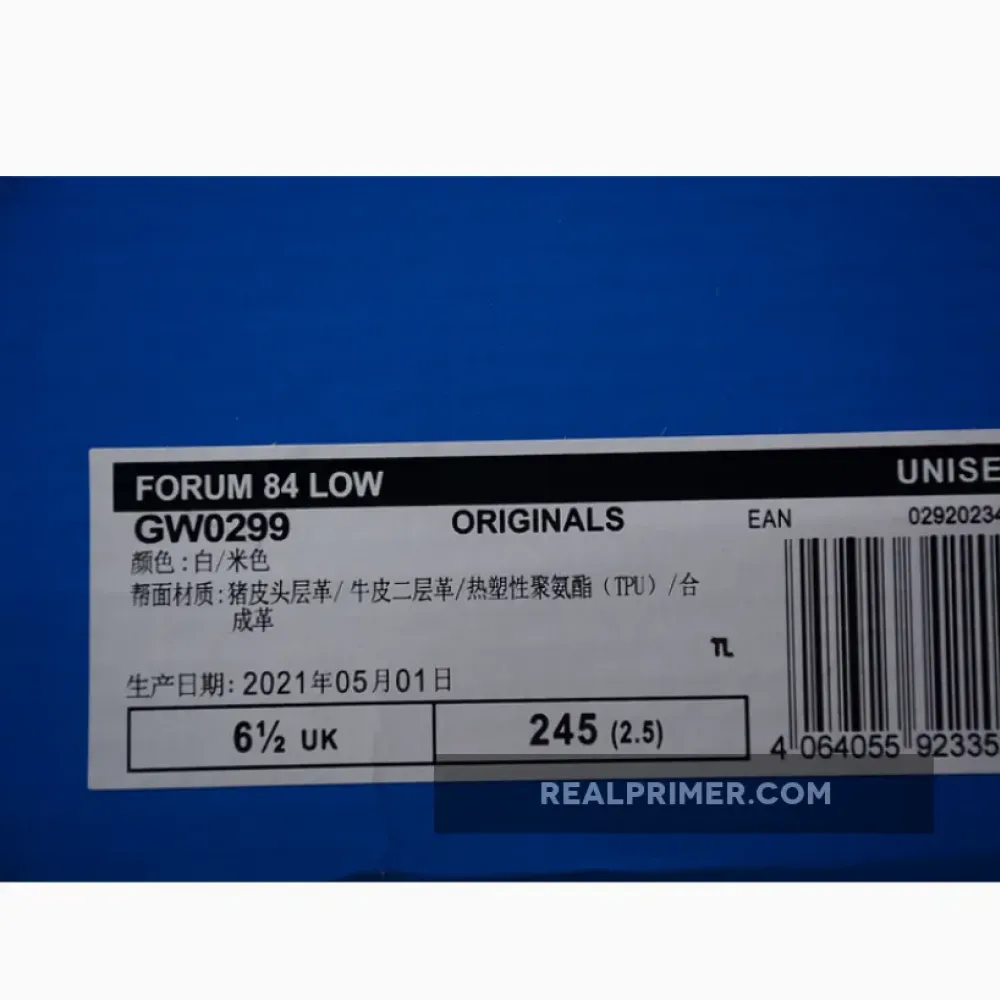 FORUM 84 LOW UNISE
GW0299 ORIGINALS EAN 02920234
颜色:白/米色
帮面材质:猪皮头层革/ 牛皮二层革/热塑性聚氨酯(TPU)/合
成革
TL
生产日期:2021年05月01日
6½ UK 245 (2.5)
4 064055 92335
REALPRIMER.COM